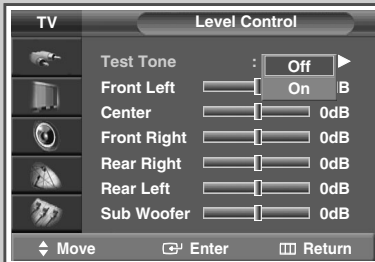 TV Level Control
Test Tone : Off
Front Left On B
Center 0dB
Front Right 0dB
Rear Right 0dB
Rear Left 0dB
Sub Woofer 0dB
Move Enter Return